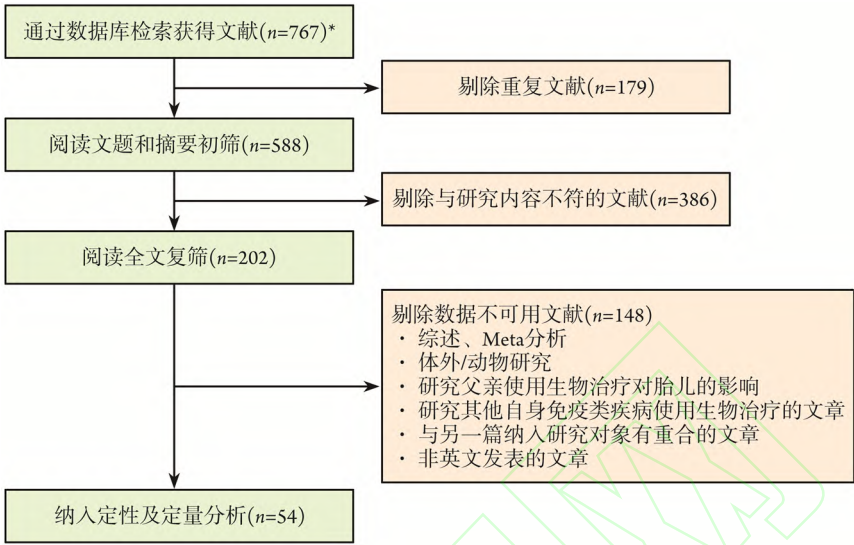 通过数据库检索获得文献(n=767)*
剔除重复文献(n=179)
阅读文题和摘要初筛(n=588)
剔除与研究内容不符的文献(n=386)
阅读全文复筛(n=202)
剔除数据不可用文献(n=148)
· 综述、Meta分析
· 体外/动物研究
· 研究父亲使用生物治疗对胎儿的影响
· 研究其他自身免疫类疾病使用生物治疗的文章
· 与另一篇纳入研究对象有重合的文章
· 非英文发表的文章
纳入定性及定量分析(n=54)